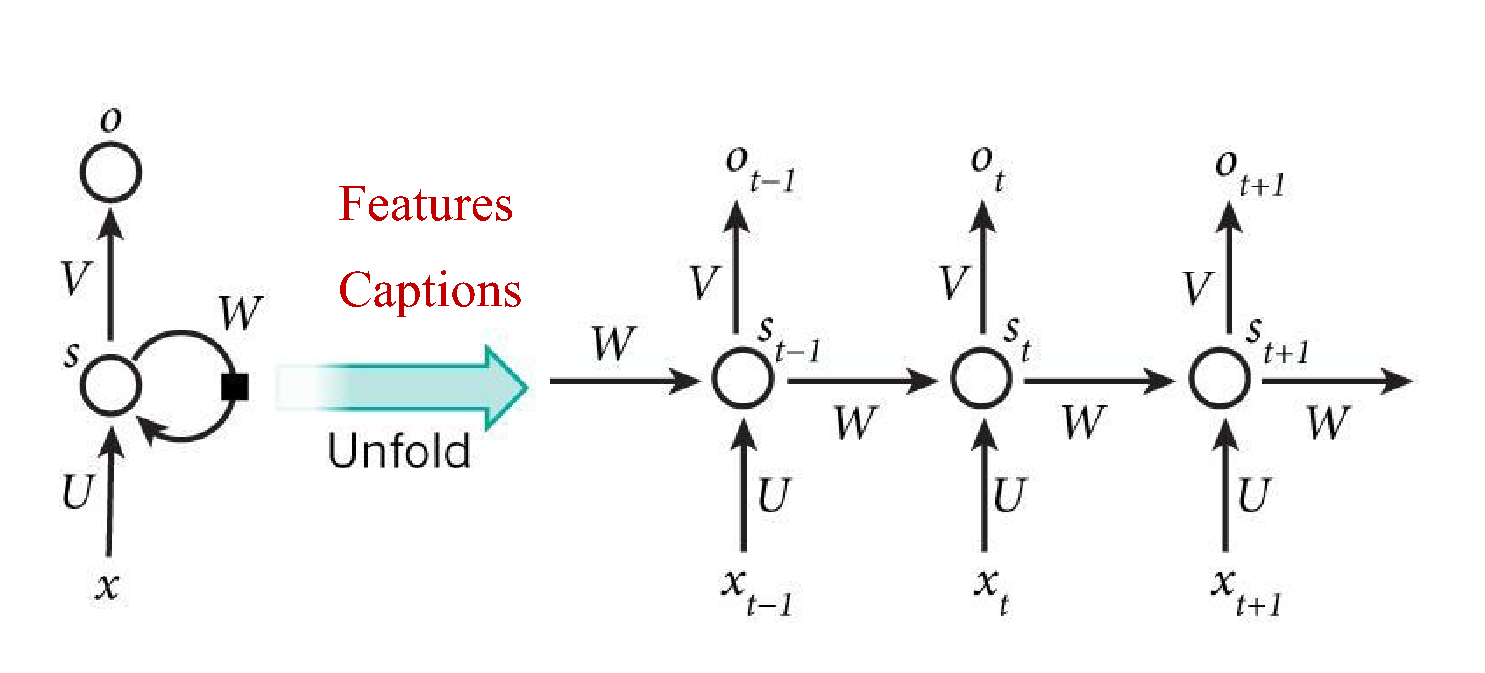 o
V
W
s
U
x
Features
Captions
Unfold
o t−1
o t
o t+1
V
V
V
W
s t−1
s t
s t+1
W
W
W
U
U
U
x t−1
x t
x t+1